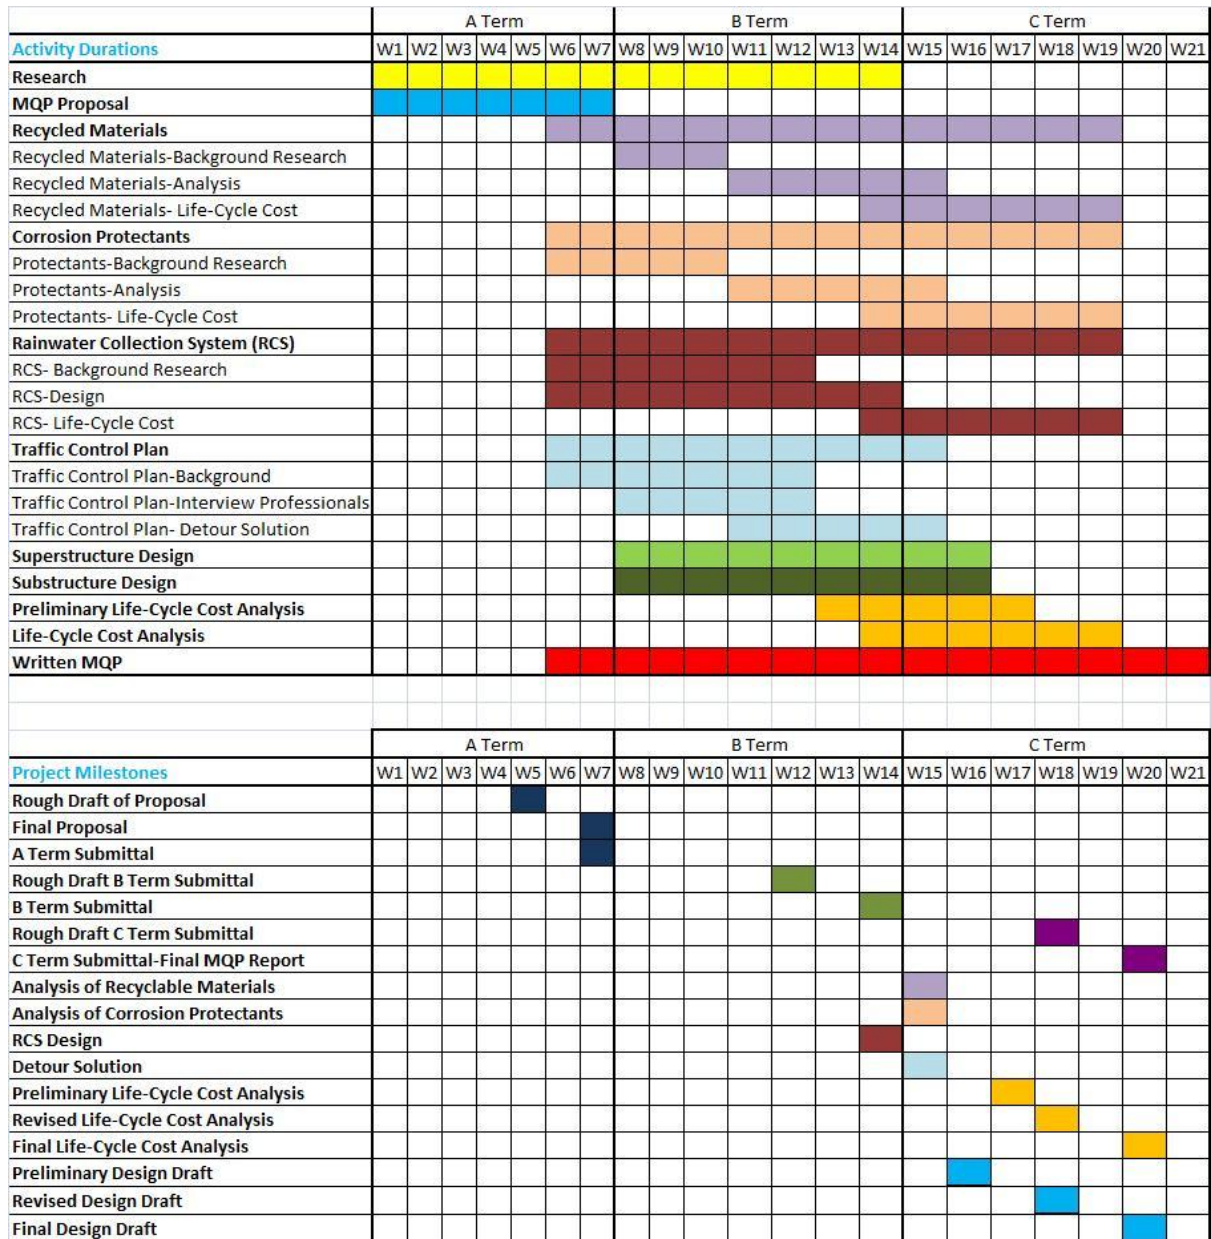 A Term B Term C Term
Activity Durations W1 W2 W3 W4 W5 W6 W7 W8 W9 W10 W11 W12 W13 W14 W15 W16 W17 W18 W19 W20 W21
Research
MQP Proposal
Recycled Materials
Recycled Materials-Background Research
Recycled Materials-Analysis
Recycled Materials- Life-Cycle Cost
Corrosion Protectants
Protectants-Background Research
Protectants-Analysis
Protectants- Life-Cycle Cost
Rainwater Collection System (RCS)
RCS- Background Research
RCS-Design
RCS- Life-Cycle Cost
Traffic Control Plan
Traffic Control Plan-Background
Traffic Control Plan-Interview Professionals
Traffic Control Plan- Detour Solution
Superstructure Design
Substructure Design
Preliminary Life-Cycle Cost Analysis
Life-Cycle Cost Analysis
Written MQP
A Term B Term C Term
Project Milestones W1 W2 W3 W4 W5 W6 W7 W8 W9 W10 W11 W12 W13 W14 W15 W16 W17 W18 W19 W20 W21
Rough Draft of Proposal
Final Proposal
A Term Submittal
Rough Draft B Term Submittal
B Term Submittal
Rough Draft C Term Submittal
C Term Submittal-Final MQP Report
Analysis of Recyclable Materials
Analysis of Corrosion Protectants
RCS Design
Detour Solution
Preliminary Life-Cycle Cost Analysis
Revised Life-Cycle Cost Analysis
Final Life-Cycle Cost Analysis
Preliminary Design Draft
Revised Design Draft
Final Design Draft